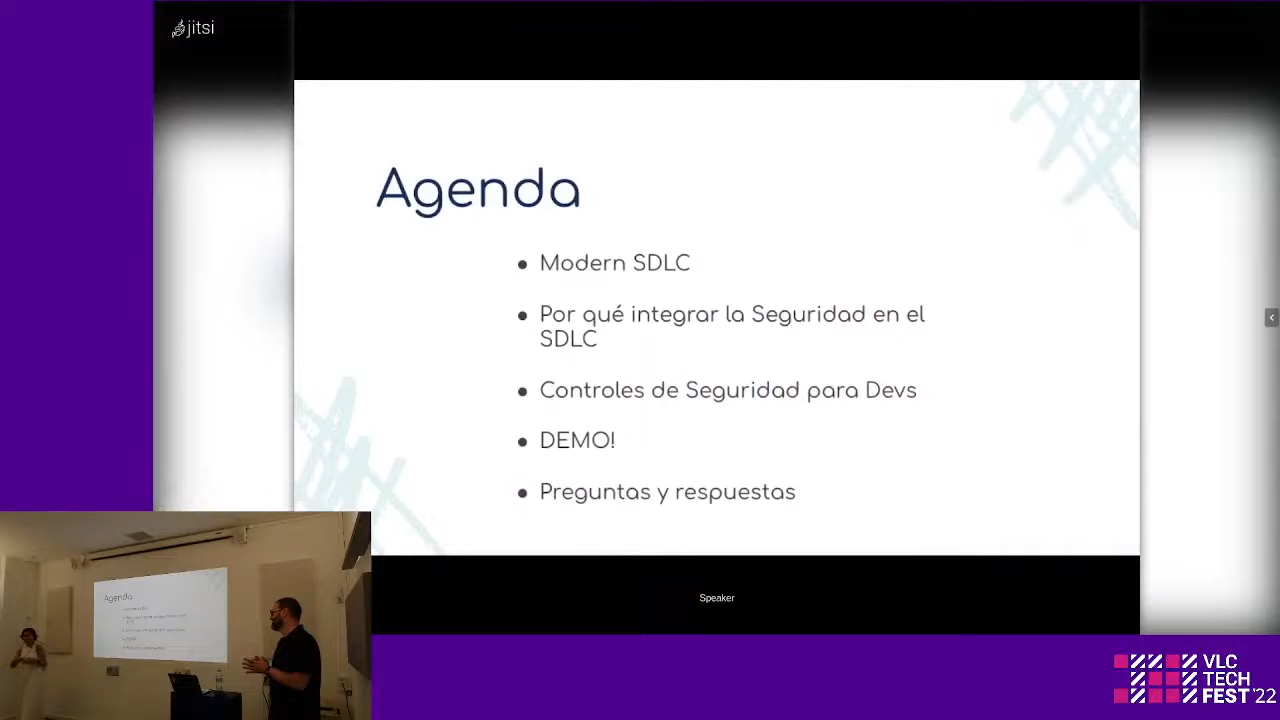 jitsi
Agenda
• Modern SDLC
• Por qué integrar la Seguridad en el
SDLC
• Controles de Seguridad para Devs
• DEMO!
• Preguntas y respuestas
Agenda
Speaker
VLC
TECH
FEST'22